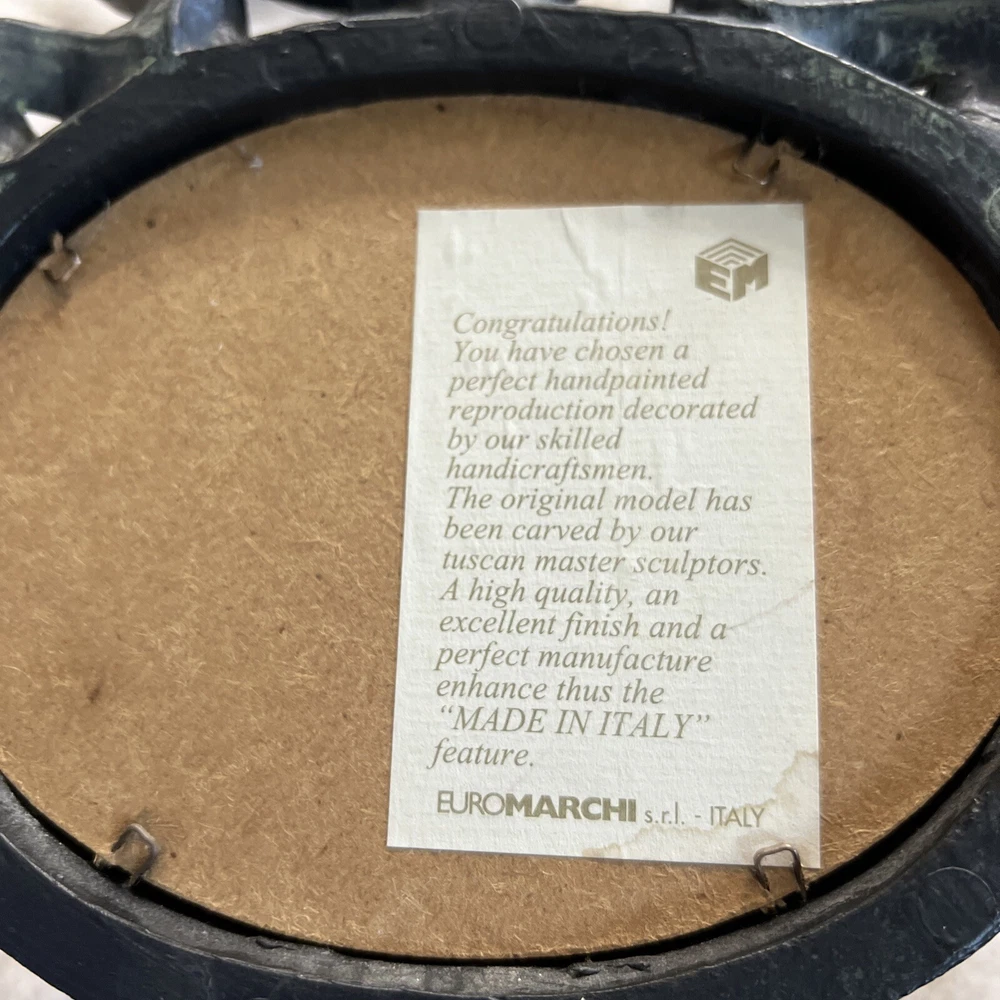 EM
Congratulations!
You have chosen a
perfect handpainted
reproduction decorated
by our skilled
handicraftsmen.
The original model has
been carved by our
tuscan master sculptors.
A high quality, an
excellent finish and a
perfect manufacture
enhance thus the
“MADE IN ITALY”
feature.
EUROMARCHI s.r.l. - ITALY